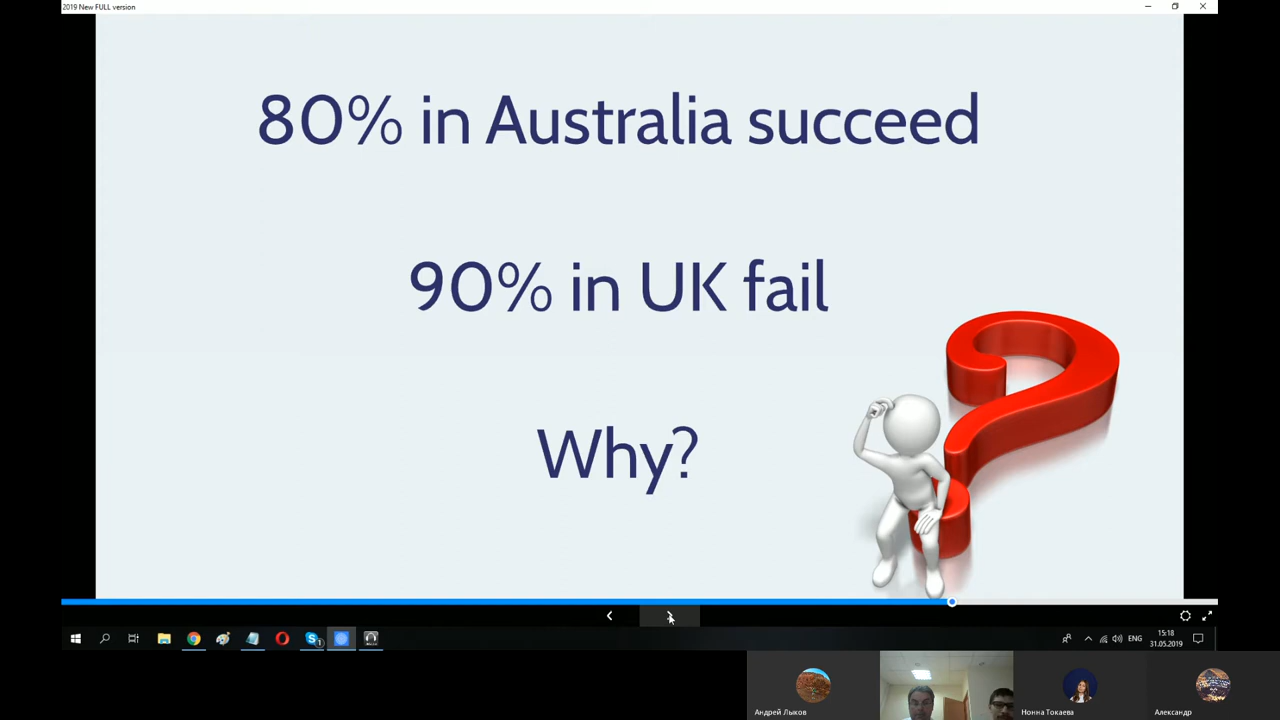 2019 New FULL version
80% in Australia succeed
90% in UK fail
Why?
ENG
15:18
31.05.2019
Андрей Лыков
Нонна Токаева
Александр